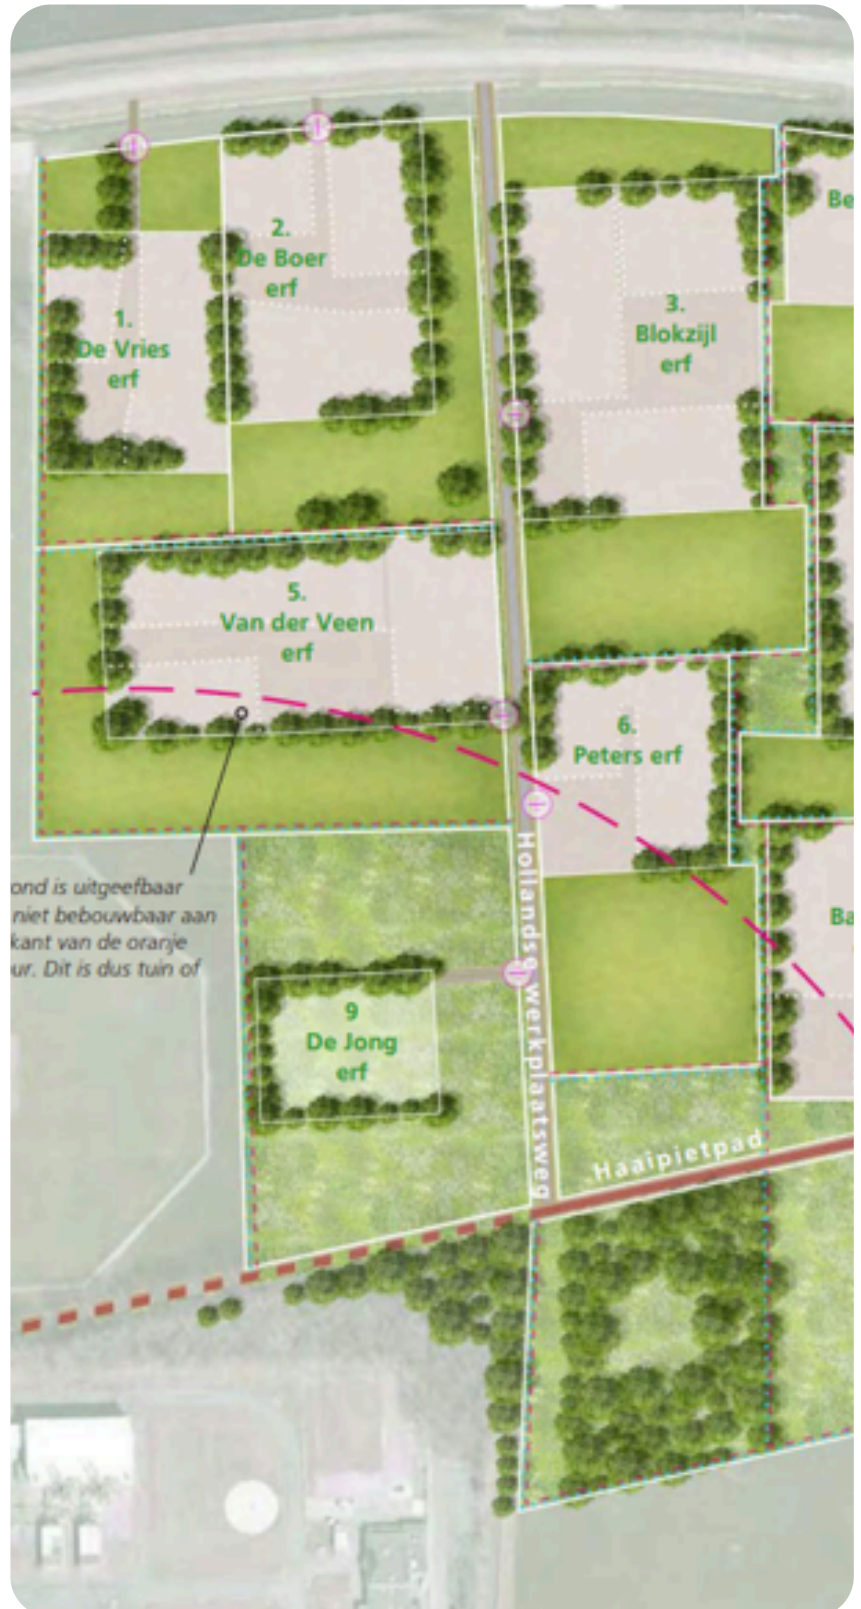 2.
De Boer
erf
Be
1.
De Vries
erf
3.
Blokzijl
erf
5.
Van der Veen
erf
6.
Peters erf
ond is uitgeefbaar
niet bebouwbaar aan
kant van de oranje
ur. Dit is dus tuin of
Ba
9
De Jong
erf
Hollandse werkplaatsweg
Haaipietpad